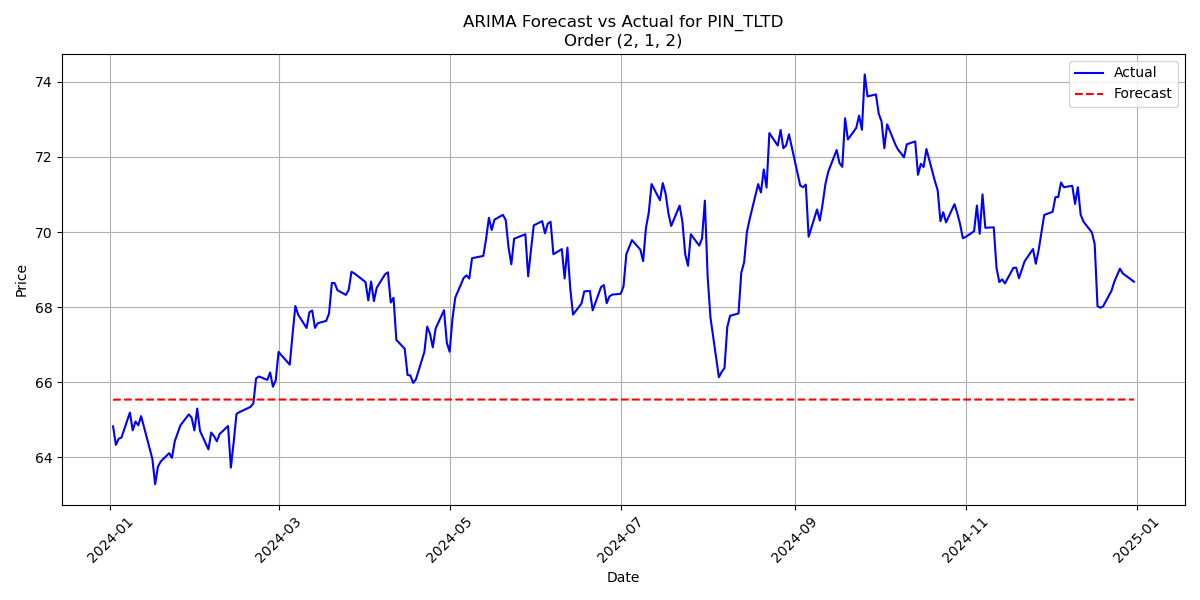 ARIMA Forecast vs Actual for PIN_TLTD
Order (2, 1, 2)
Actual
Forecast
Price
74
72
70
68
66
64
2024-01
2024-03
2024-05
2024-07
2024-09
2024-11
2025-01
Date